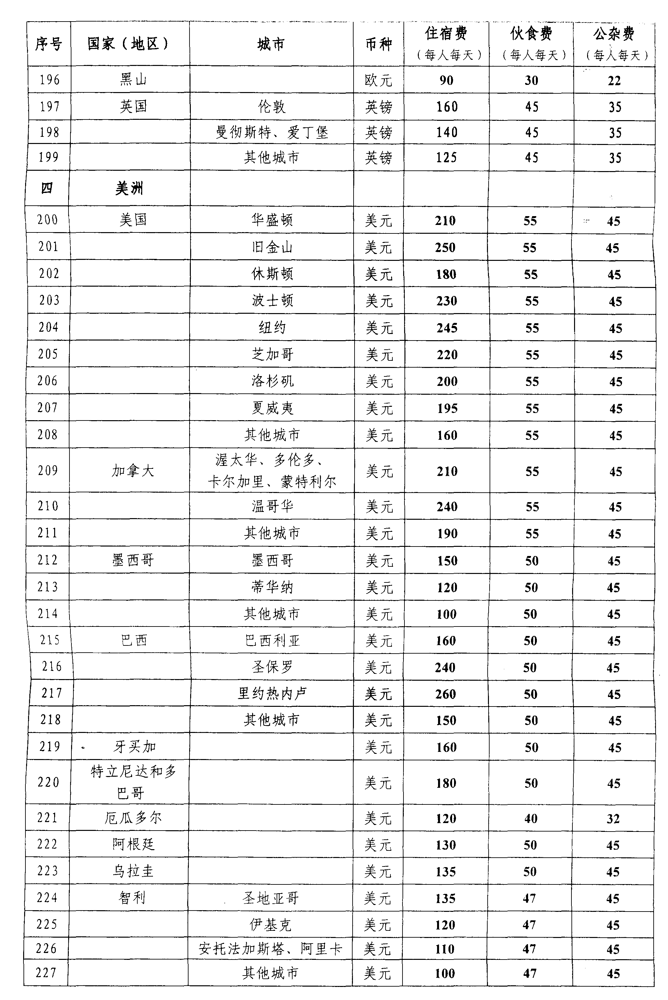 序号 国家（地区） 城市 币种 住宿费（每人每天） 伙食费（每人每天） 公杂费（每人每天）
196 黑山 欧元 90 30 22
197 英国 伦敦 英镑 160 45 35
198 曼彻斯特、爱丁堡 英镑 140 45 35
199 其他城市 英镑 125 45 35
四 美洲
200 美国 华盛顿 美元 210 55 45
201 旧金山 美元 250 55 45
202 休斯顿 美元 180 55 45
203 波士顿 美元 230 55 45
204 纽约 美元 245 55 45
205 芝加哥 美元 220 55 45
206 洛杉矶 美元 200 55 45
207 夏威夷 美元 195 55 45
208 其他城市 美元 160 55 45
209 加拿大 渥太华、多伦多、
卡尔加里、蒙特利尔 美元 210 55 45
210 温哥华 美元 240 55 45
211 其他城市 美元 190 55 45
212 墨西哥 墨西哥 美元 150 50 45
213 蒂华纳 美元 120 50 45
214 其他城市 美元 100 50 45
215 巴西 巴西利亚 美元 160 50 45
216 圣保罗 美元 240 50 45
217 里约热内卢 美元 260 50 45
218 其他城市 美元 150 50 45
219 牙买加 美元 160 50 45
220 特立尼达和多
巴哥 美元 180 50 45
221 厄瓜多尔 美元 120 40 32
222 阿根廷 美元 130 50 45
223 乌拉圭 美元 135 50 45
224 智利 圣地亚哥 美元 135 47 45
225 伊基克 美元 120 47 45
226 安托法加斯塔、阿里卡 美元 110 47 45
227 其他城市 美元 100 47 45